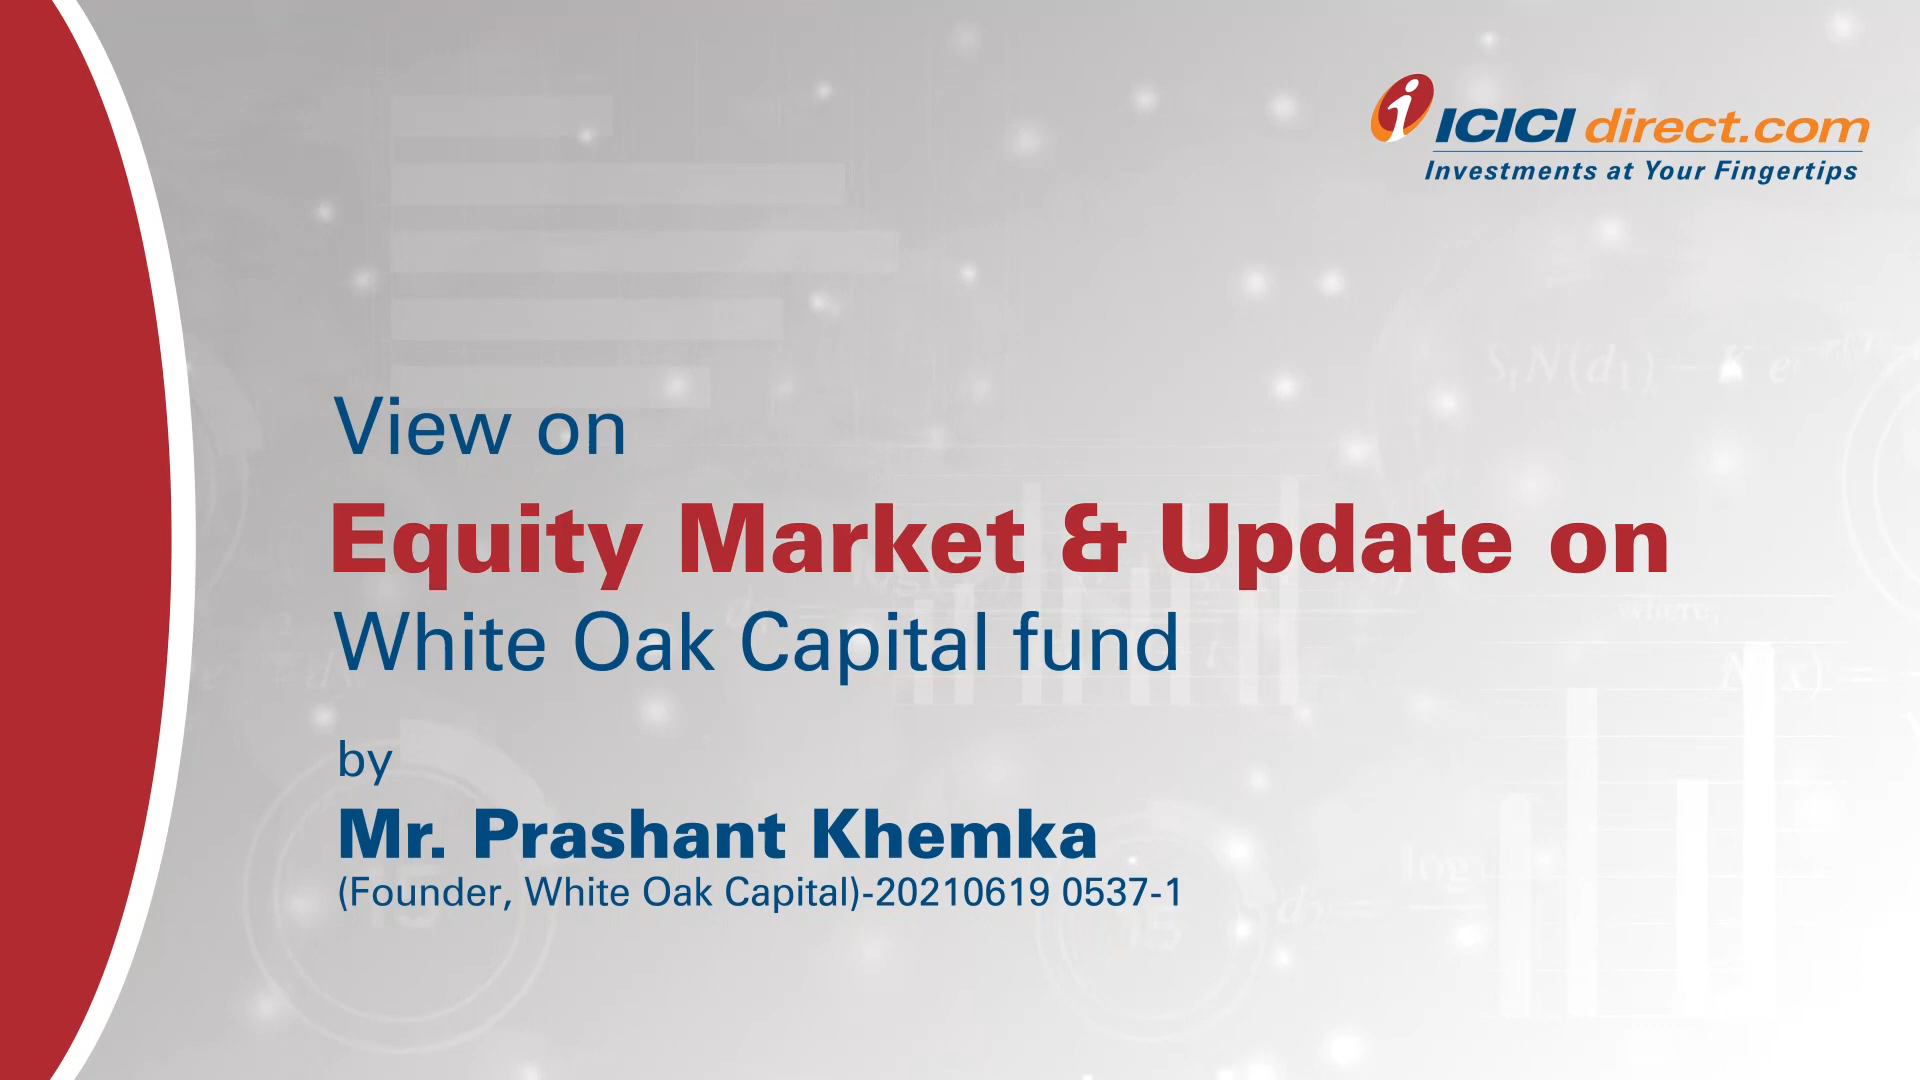 ICICI direct.com
Investments at Your Fingertips
View on
Equity Market & Update on
White Oak Capital fund
by
Mr. Prashant Khemka
(Founder, White Oak Capital)-20210619 0537-1